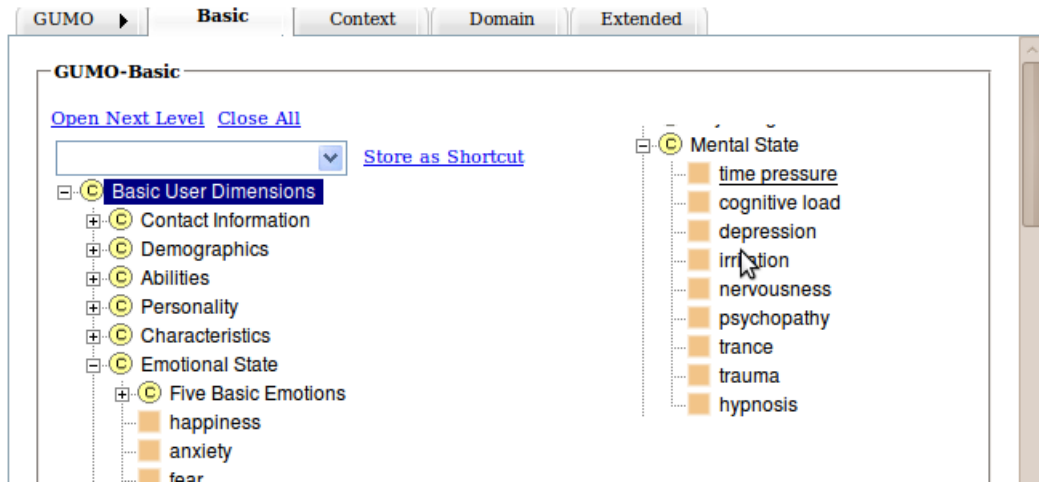 GUMO Basic Context Domain Extended
GUMO-Basic
Open Next Level Close All
Store as Shortcut
C Basic User Dimensions
C Contact Information
C Demographics
C Abilities
C Personality
C Characteristics
C Emotional State
C Five Basic Emotions
happiness
anxiety
fear
C Mental State
time pressure
cognitive load
depression
nervousness
psychopathy
trance
trauma
hypnosis